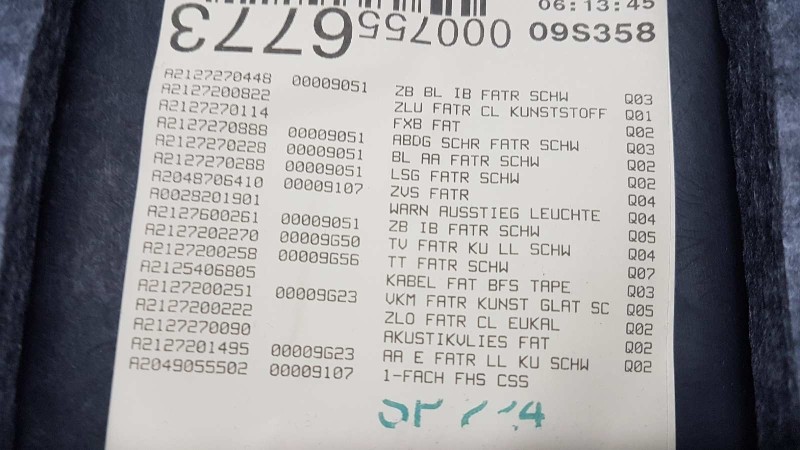 06:13:45
09S358
A2127270448 00009051 ZB BL IB FATR SCHW Q03
A2127200822 ZLU FATR CL KUNSTSTOFF Q01
A2127270114 FXB FAT Q02
A2127270888 00009051 ABDG SCHR FATR SCHW Q03
A2127270228 00009051 BL AA FATR SCHW Q02
A2127270288 00009051 LSG FATR SCHW Q02
A2048706410 00009107 ZVS FATR Q04
A0028201901 WARN AUSSTIEG LEUCHTE Q04
A2127600261 00009051 ZB IB FATR SCHW Q05
A2127202270 00009G50 TV FATR KU LL SCHW Q04
A2127200258 00009G56 TT FATR SCHW Q07
A2125406805 KABEL FAT BFS TAPE Q03
A2127200251 00009G23 VKM FATR KUNST GLAT SC Q05
A2127200222 ZLO FATR CL EUKAL Q02
A2127270090 AKUSTIKVLIES FAT Q02
A2127201495 00009G23 AA E FATR LL KU SCHW Q02
A2049055502 00009107 1-FACH FHS CSS